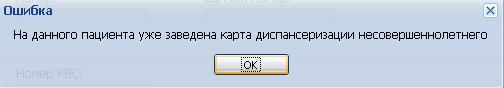 Ошибка
На данного пациента уже заведена карта диспансеризации несовершеннолетнего
OK
Номер КВС: